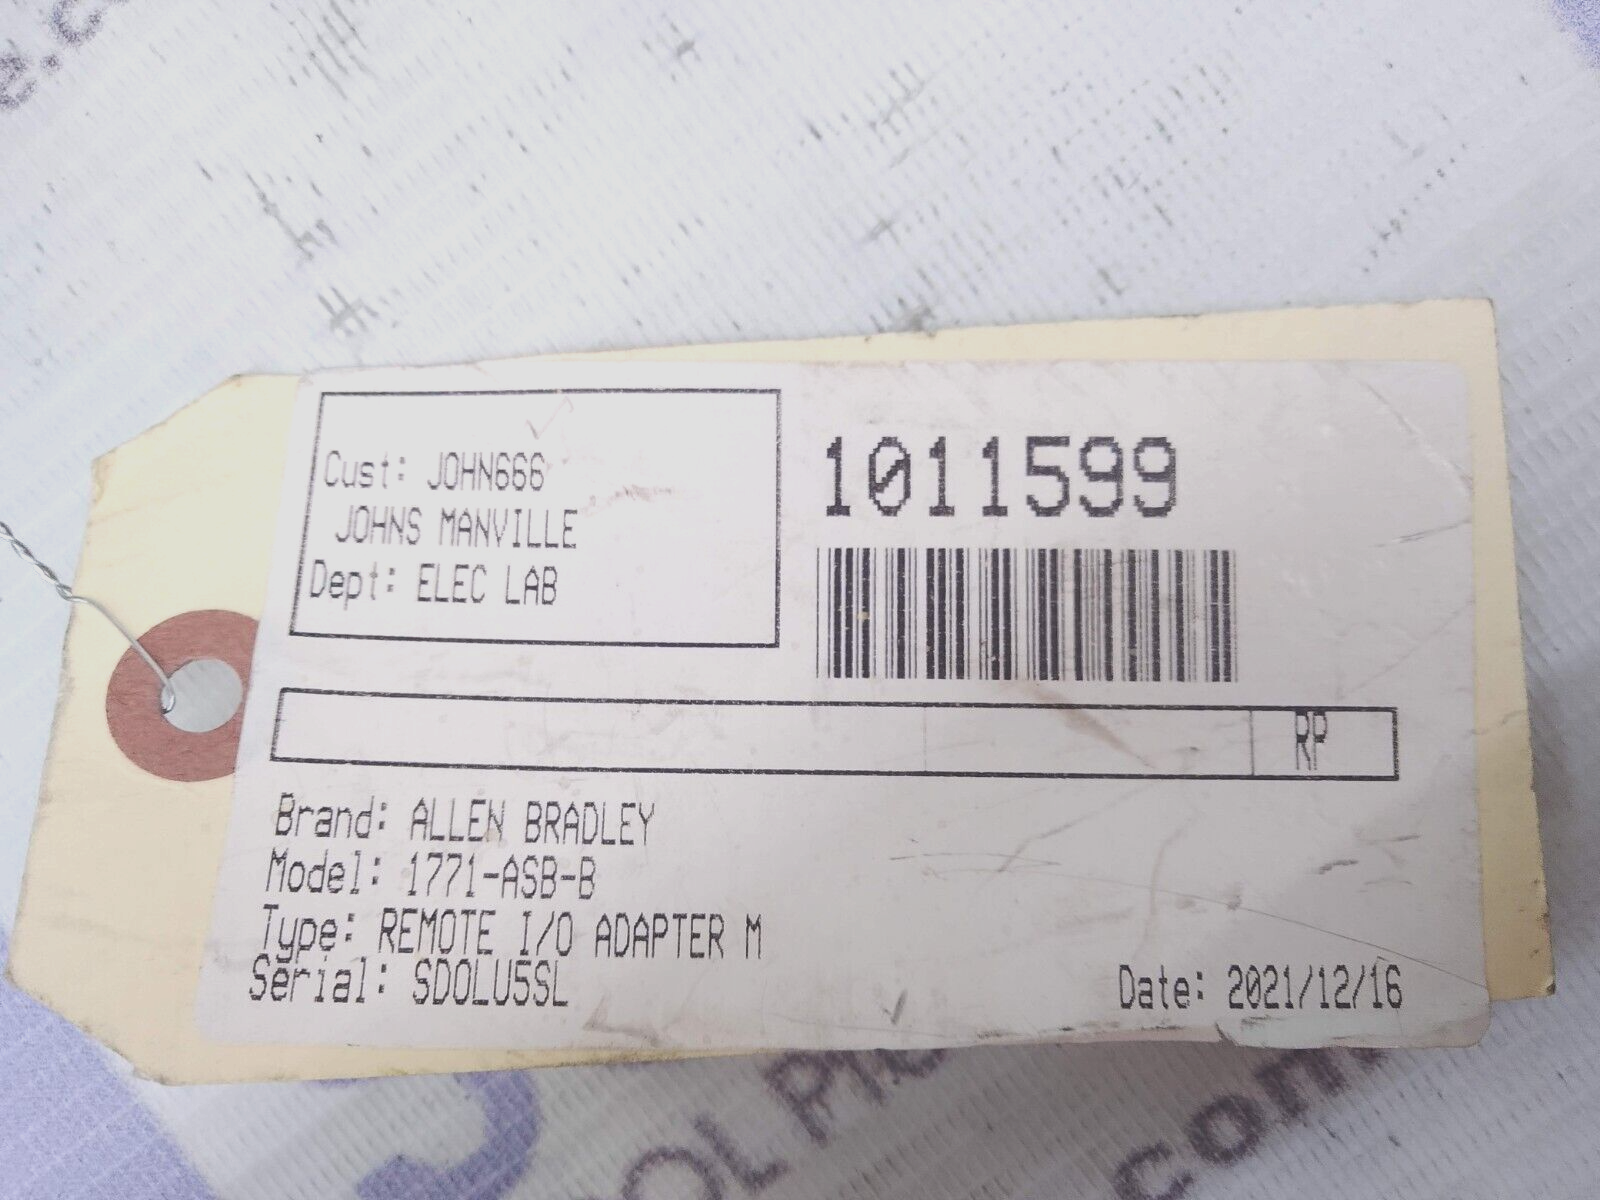 Cust: JOHN666
JOHNS MANVILLE
Dept: ELEC LAB
1011599
RP
Brand: ALLEN BRADLEY
Model: 1771-ASB-B
Type: REMOTE I/O ADAPTER M
Serial: SDOLU5SL
Date: 2021/12/16